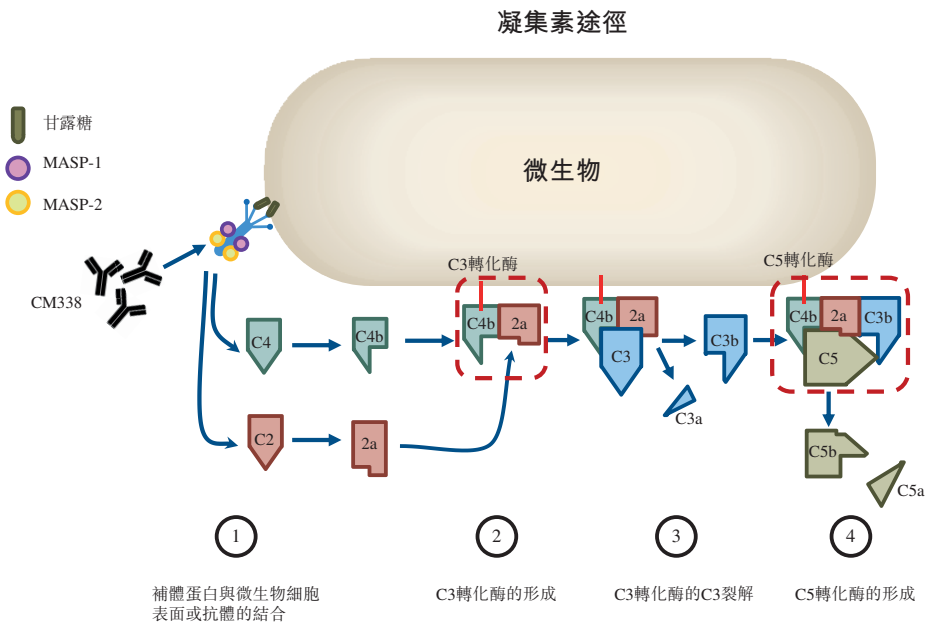 凝集素途徑
甘露糖
MASP-1
MASP-2
微生物
CM338
C3轉化酶
C5轉化酶
C4
C4b
C4b
2a
C4b
2a
C3
C3b
C3a
C4b
2a
C3b
C5
C2
2a
C5b
C5a
1
2
3
4
補體蛋白與微生物細胞
表面或抗體的結合
C3轉化酶的形成
C3轉化酶的C3裂解
C5轉化酶的形成